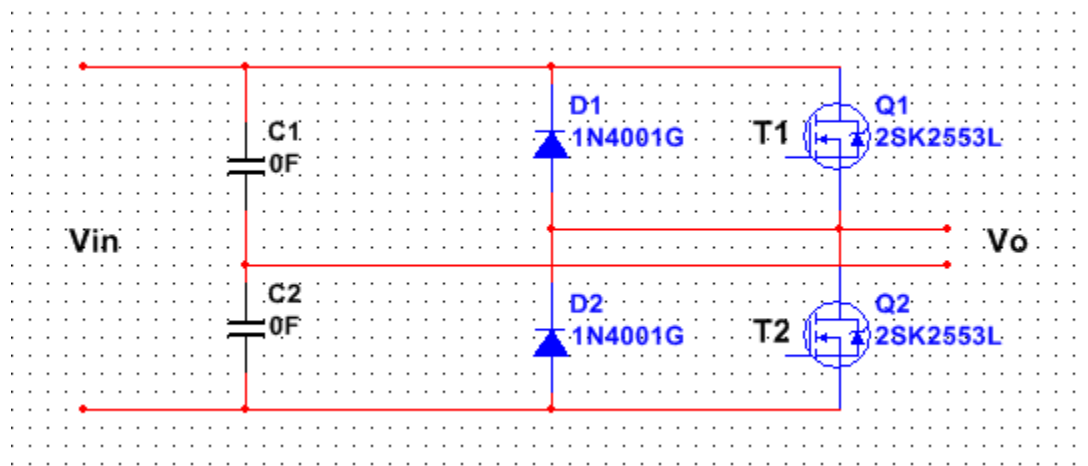 D1
1N4001G
Q1
2SK2553L
T1
C1
0F
Vin
Vo
C2
0F
D2
1N4001G
Q2
2SK2553L
T2